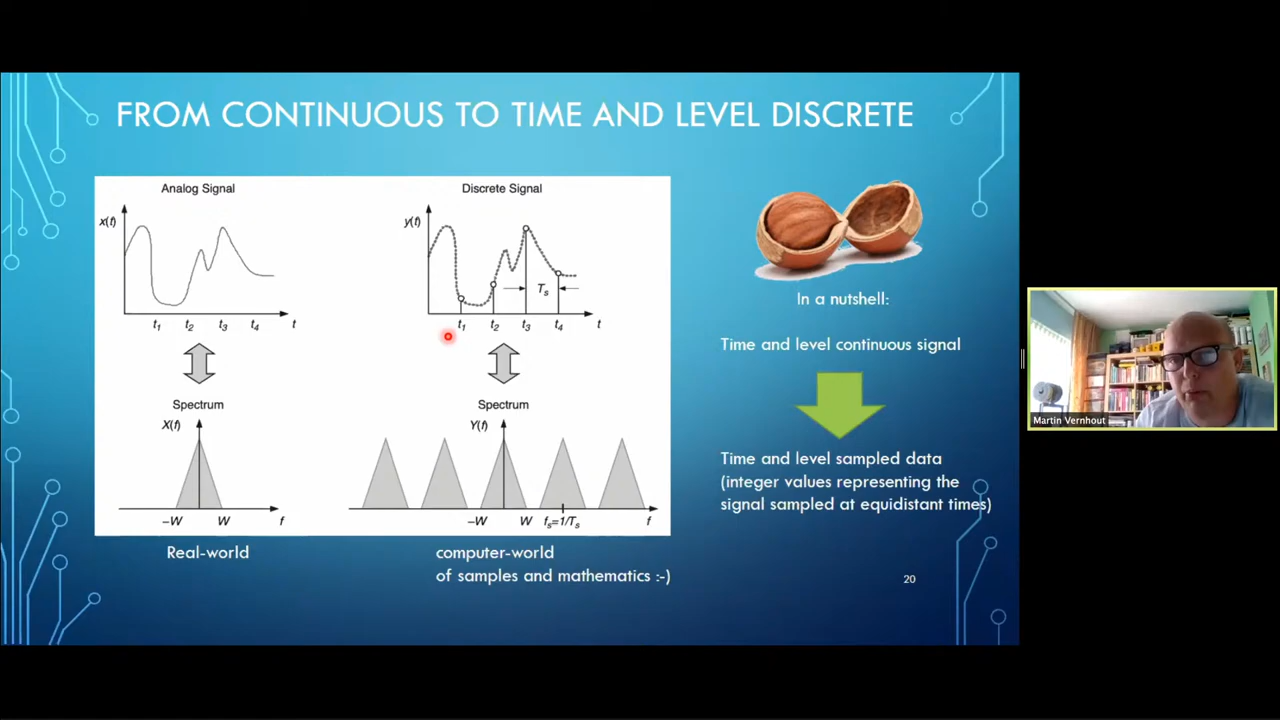 FROM CONTINUOUS TO TIME AND LEVEL DISCRETE
Analog Signal
x(t)
t1 t2 t3 t4 t
Spectrum
X(f)
−W W f
Real-world
Discrete Signal
y(t)
Ts
t1 t2 t3 t4 t
Spectrum
Y(f)
−W W fs=1/Ts f
computer-world
of samples and mathematics :-)
In a nutshell:
Time and level continuous signal
Time and level sampled data
(integer values representing the
signal sampled at equidistant times)
20
Martin Vernhout